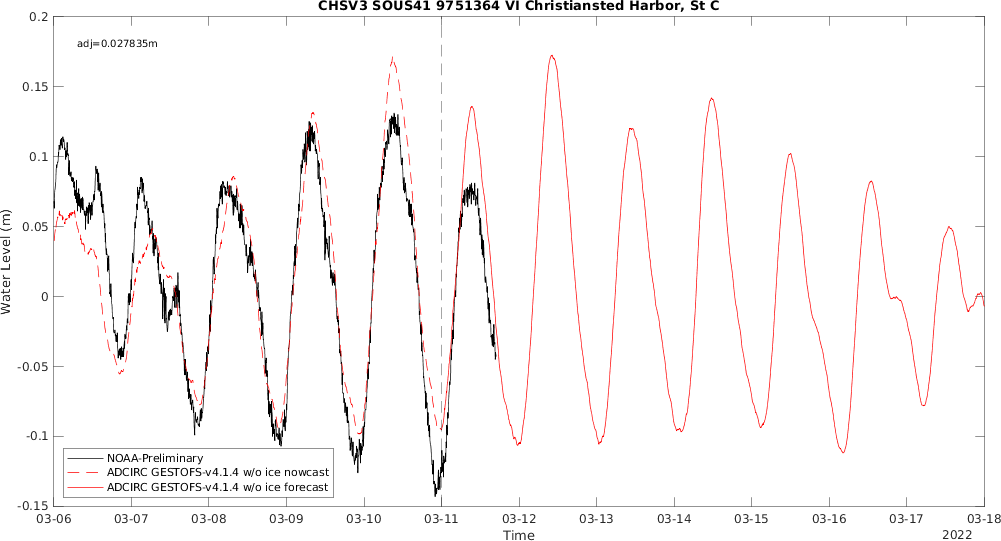 CHSV3 SOUS41 9751364 VI Christiansted Harbor, St C
adj=0.027835m
0.2
0.15
0.1
0.05
0
-0.05
-0.1
-0.15
Water Level (m)
NOAA-Preliminary
ADCIRC GESTOFS-v4.1.4 w/o ice nowcast
ADCIRC GESTOFS-v4.1.4 w/o ice forecast
03-06 03-07 03-08 03-09 03-10 03-11 03-12 03-13 03-14 03-15 03-16 03-17 03-18
Time
2022